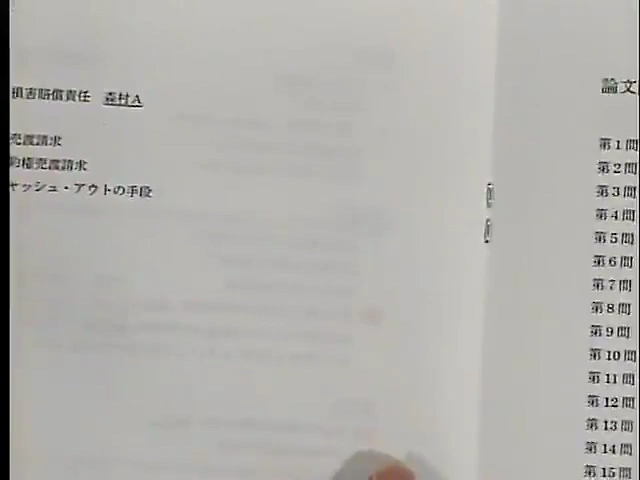 損害賠償責任 森村A
売渡請求
約権売渡請求
ャッシュ・アウトの手段
論文
第1問
第2問
第3問
第4問
第5問
第6問
第7問
第8問
第9問
第10問
第11問
第12問
第13問
第14問
第15問